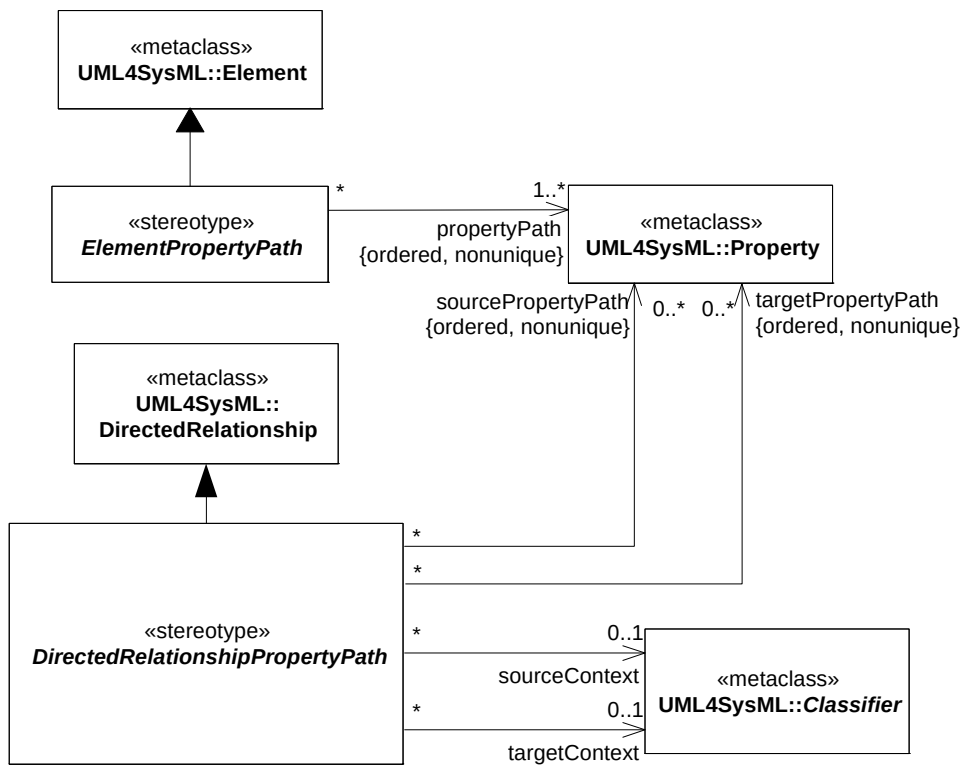 «metaclass»
UML4SysML::Element
«stereotype»
ElementPropertyPath
*
1..*
propertyPath
{ordered, nonunique}
«metaclass»
UML4SysML::Property
sourcePropertyPath
{ordered, nonunique}
0..*
0..*
targetPropertyPath
{ordered, nonunique}
«metaclass»
UML4SysML::
DirectedRelationship
«stereotype»
DirectedRelationshipPropertyPath
*
*
*
0..1
sourceContext
*
0..1
targetContext
«metaclass»
UML4SysML::Classifier